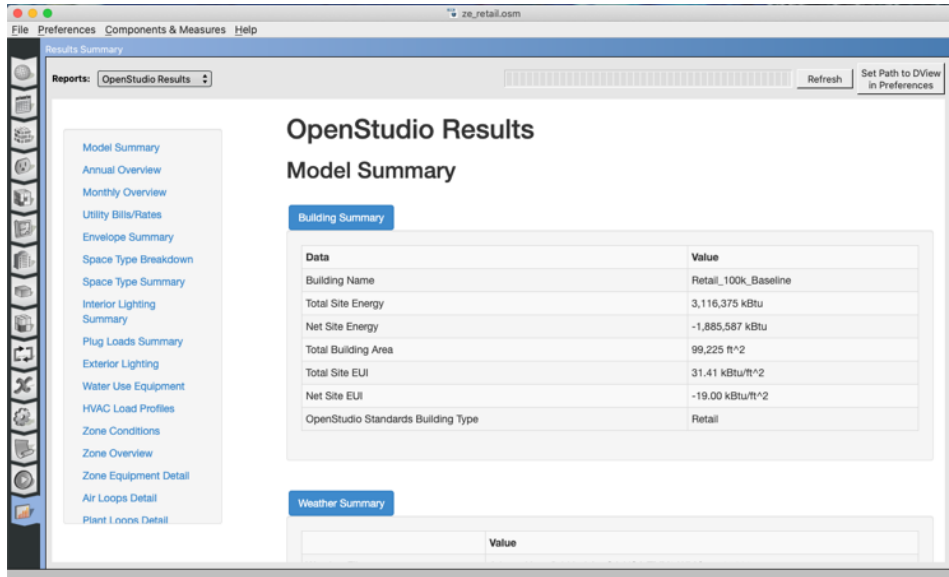 ze_retail.osm
File Preferences Components & Measures Help
Results Summary
Reports: OpenStudio Results Refresh Set Path to DView
in Preferences
Model Summary
Annual Overview
Monthly Overview
Utility Bills/Rates
Envelope Summary
Space Type Breakdown
Space Type Summary
Interior Lighting
Summary
Plug Loads Summary
Exterior Lighting
Water Use Equipment
HVAC Load Profiles
Zone Conditions
Zone Overview
Zone Equipment Detail
Air Loops Detail
Plant Loops Detail
OpenStudio Results
Model Summary
Building Summary
Data Value
Building Name Retail_100k_Baseline
Total Site Energy 3,116,375 kBtu
Net Site Energy -1,885,587 kBtu
Total Building Area 99,225 ft^2
Total Site EUI 31.41 kBtu/ft^2
Net Site EUI -19.00 kBtu/ft^2
OpenStudio Standards Building Type Retail
Weather Summary
Value